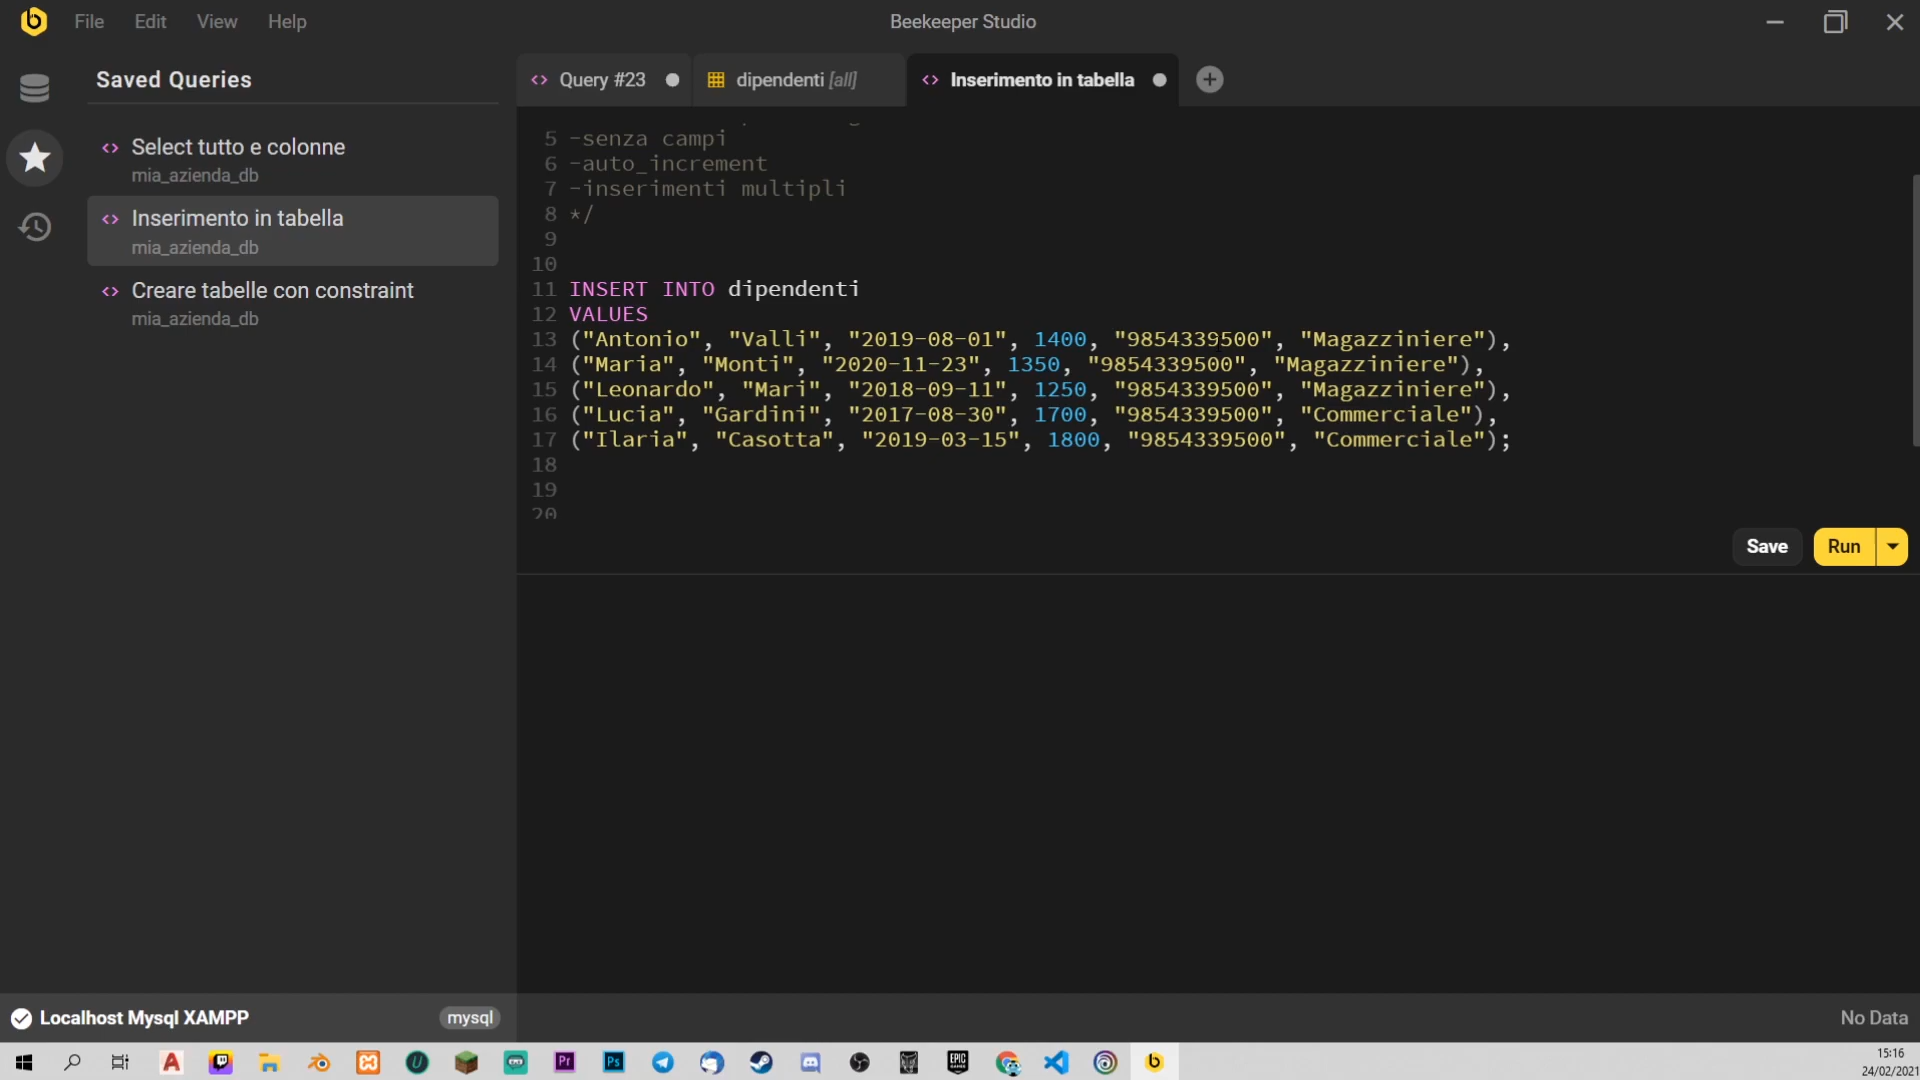 File Edit View Help
Beekeeper Studio
Saved Queries
Select tutto e colonne
mia_azienda_db
Inserimento in tabella
mia_azienda_db
Creare tabelle con constraint
mia_azienda_db
Query #23
dipendenti [all]
Inserimento in tabella
5 -senza campi
6 -auto_increment
7 -inserimenti multipli
8 */
9
10
11 INSERT INTO dipendenti
12 VALUES
13 ("Antonio", "Valli", "2019-08-01", 1400, "9854339500", "Magazziniere"),
14 ("Maria", "Monti", "2020-11-23", 1350, "9854339500", "Magazziniere"),
15 ("Leonardo", "Mari", "2018-09-11", 1250, "9854339500", "Magazziniere"),
16 ("Lucia", "Gardini", "2017-08-30", 1700, "9854339500", "Commerciale"),
17 ("Ilaria", "Casotta", "2019-03-15", 1800, "9854339500", "Commerciale");
18
19
20
Save
Run
Localhost Mysql XAMPP
mysql
No Data
Pr
Ps
EPIC GAMES
15:16
24/02/2021